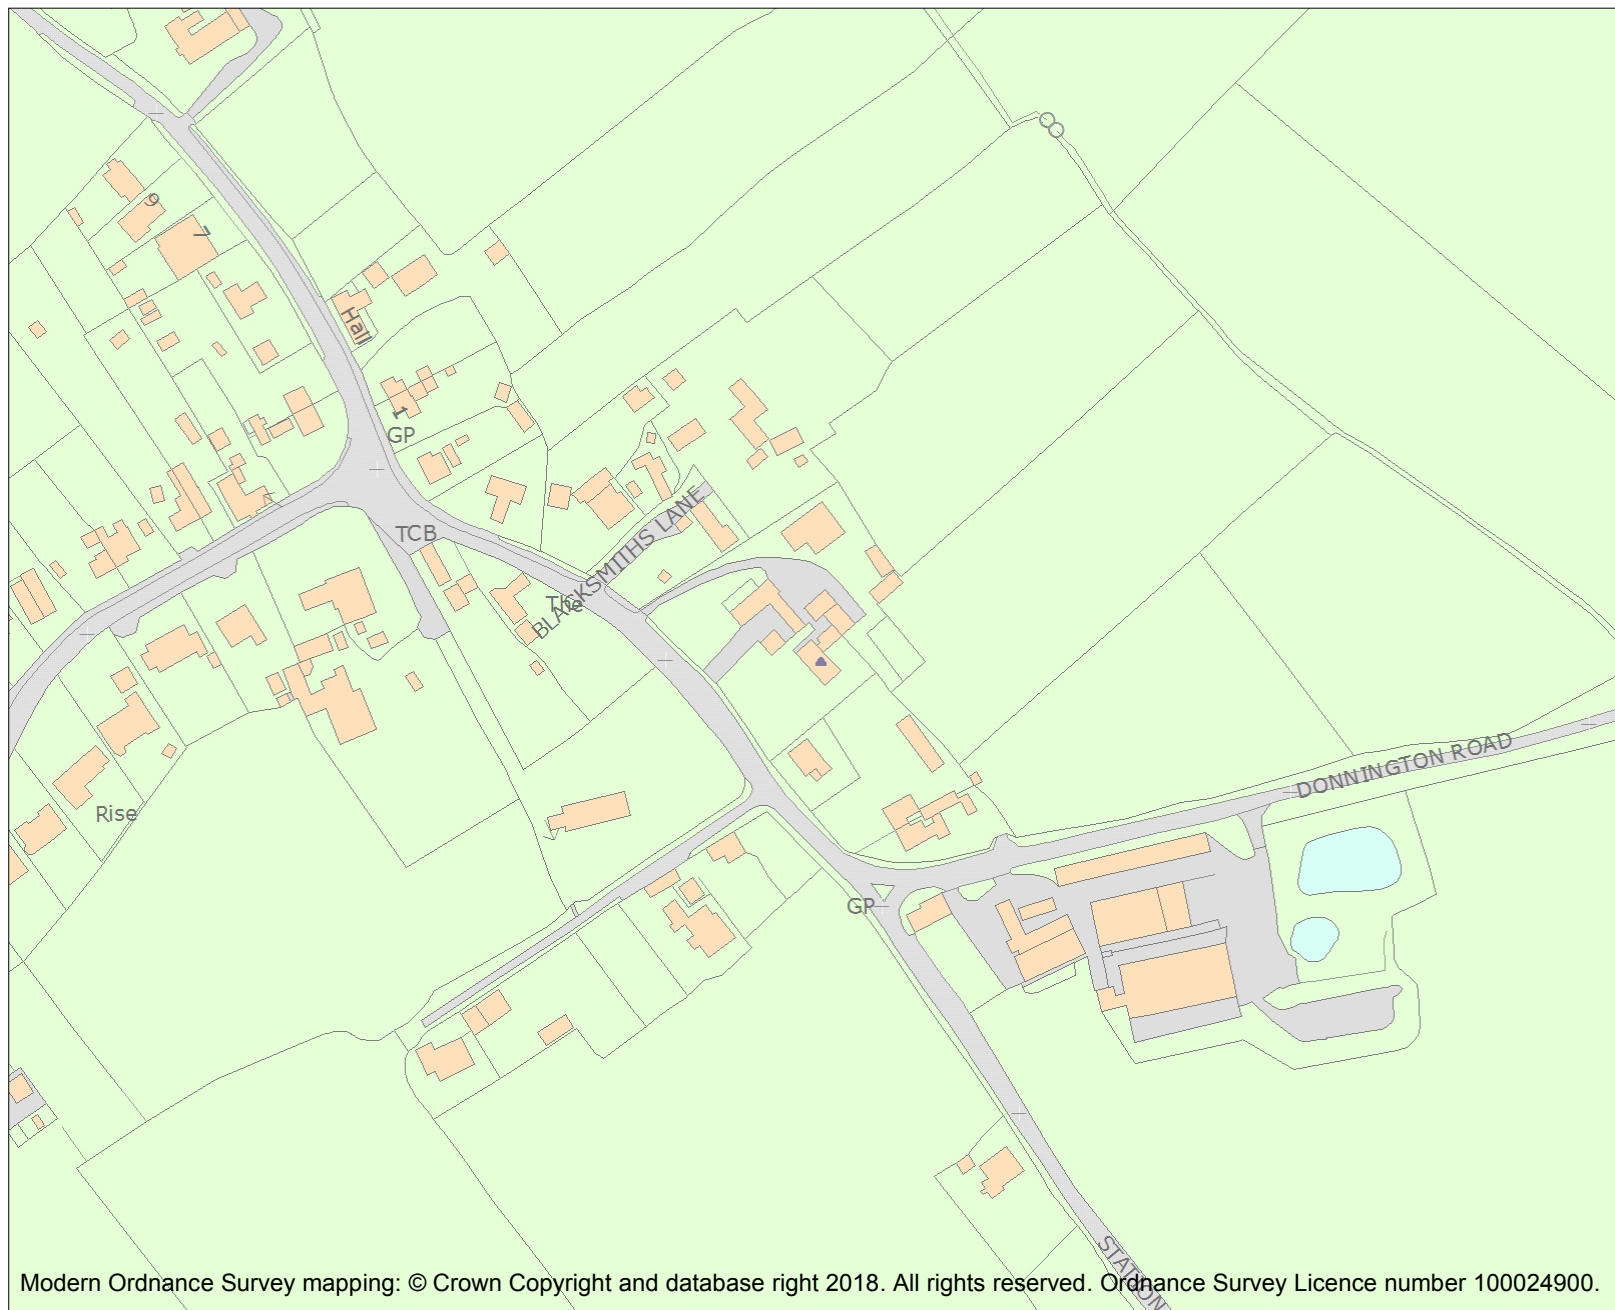 9
7
Hall
1
GP
TCB
BLACKSMITHS LANE
The
DONNINGTON ROAD
Rise
GP
STATION
Modern Ordnance Survey mapping: © Crown Copyright and database right 2018. All rights reserved. Ordnance Survey Licence number 100024900.